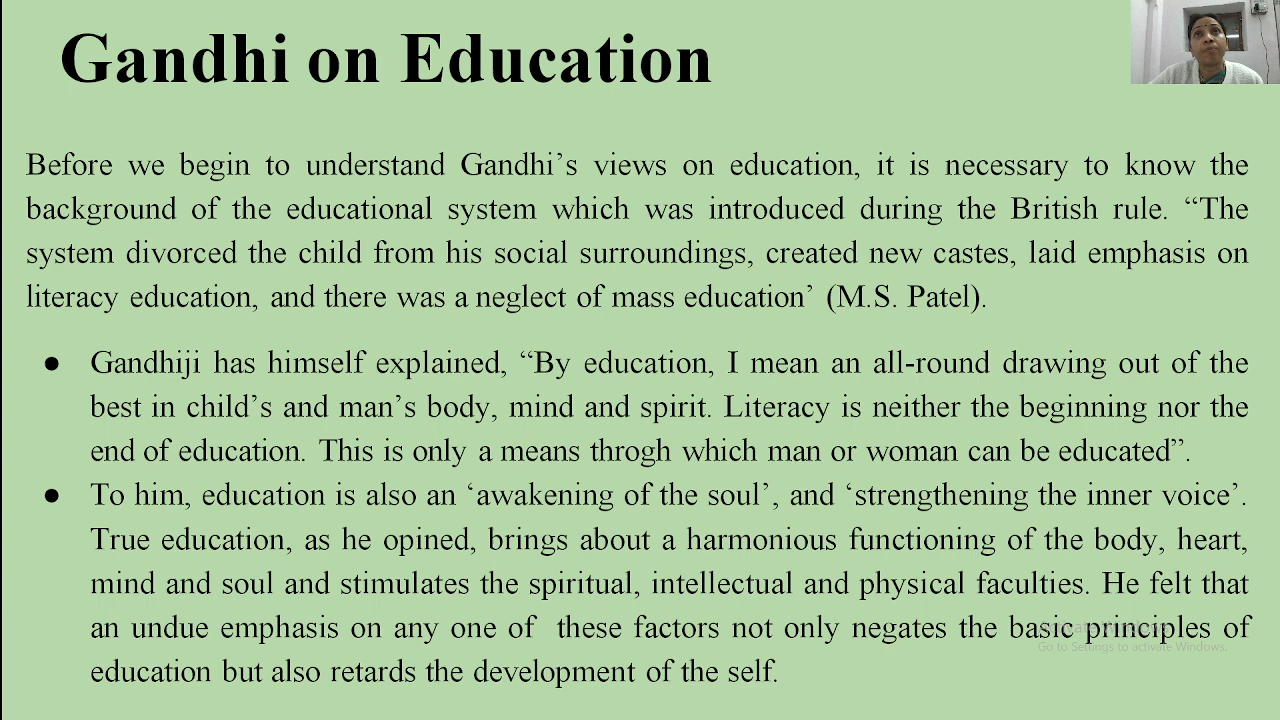 Gandhi on Education
Before we begin to understand Gandhi’s views on education, it is necessary to know the
background of the educational system which was introduced during the British rule. “The
system divorced the child from his social surroundings, created new castes, laid emphasis on
literacy education, and there was a neglect of mass education’ (M.S. Patel).
● Gandhiji has himself explained, “By education, I mean an all-round drawing out of the
best in child’s and man’s body, mind and spirit. Literacy is neither the beginning nor the
end of education. This is only a means throgh which man or woman can be educated”.
● To him, education is also an ‘awakening of the soul’, and ‘strengthening the inner voice’.
True education, as he opined, brings about a harmonious functioning of the body, heart,
mind and soul and stimulates the spiritual, intellectual and physical faculties. He felt that
an undue emphasis on any one of these factors not only negates the basic principles of
education but also retards the development of the self.
Go to Settings to activate Windows.